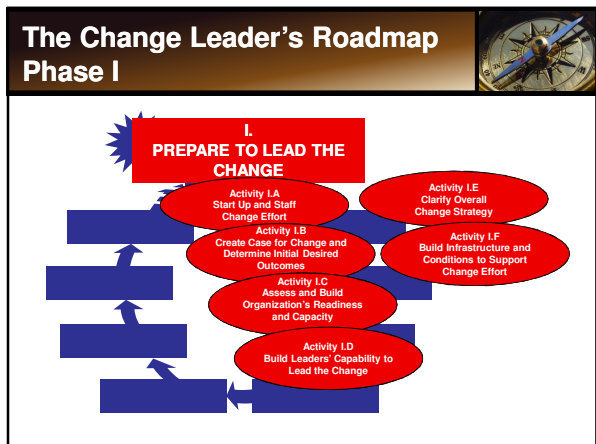 The Change Leader's Roadmap
Phase I
I.
PREPARE TO LEAD THE
CHANGE
Activity I.A
Start Up and Staff
Change Effort
Activity I.B
Create Case for Change and
Determine Initial Desired
Outcomes
Activity I.C
Assess and Build
Organization's Readiness
and Capacity
Activity I.D
Build Leaders' Capability to
Lead the Change
Activity I.E
Clarify Overall
Change Strategy
Activity I.F
Build Infrastructure and
Conditions to Support
Change Effort